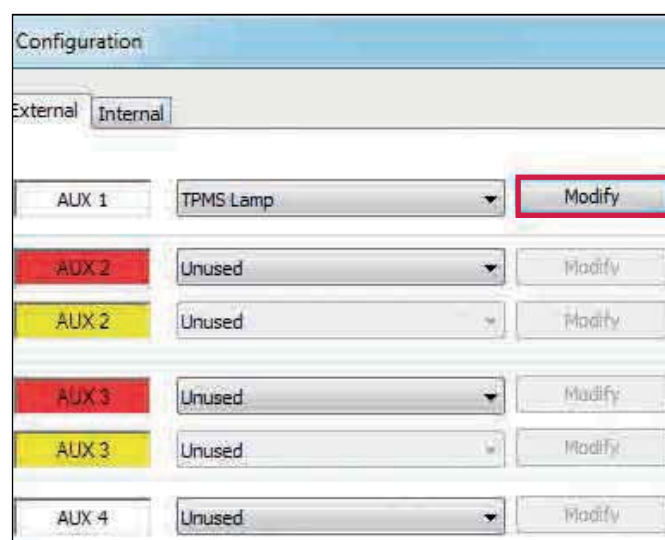 Configuration
External Internal
AUX 1 TPMS Lamp Modify
AUX 2 Unused Modify
AUX 2 Unused Modify
AUX 3 Unused Modify
AUX 3 Unused Modify
AUX 4 Unused Modify